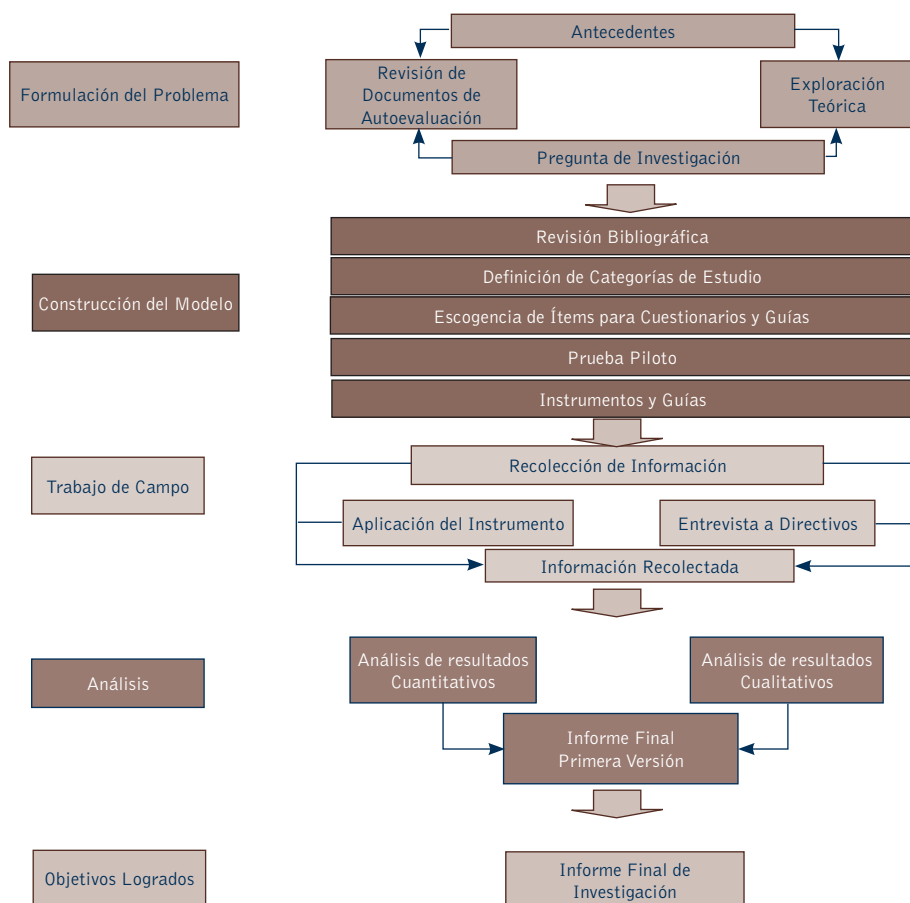 Antecedentes
Formulación del Problema
Revisión de
Documentos de
Autoevaluación
Exploración
Teórica
Pregunta de Investigación
Revisión Bibliográfica
Definición de Categorías de Estudio
Construcción del Modelo
Escogencia de Ítems para Cuestionarios y Guías
Prueba Piloto
Instrumentos y Guías
Trabajo de Campo
Recolección de Información
Aplicación del Instrumento
Entrevista a Directivos
Información Recolectada
Análisis
Análisis de resultados
Cuantitativos
Análisis de resultados
Cualitativos
Informe Final
Primera Versión
Objetivos Logrados
Informe Final de
Investigación